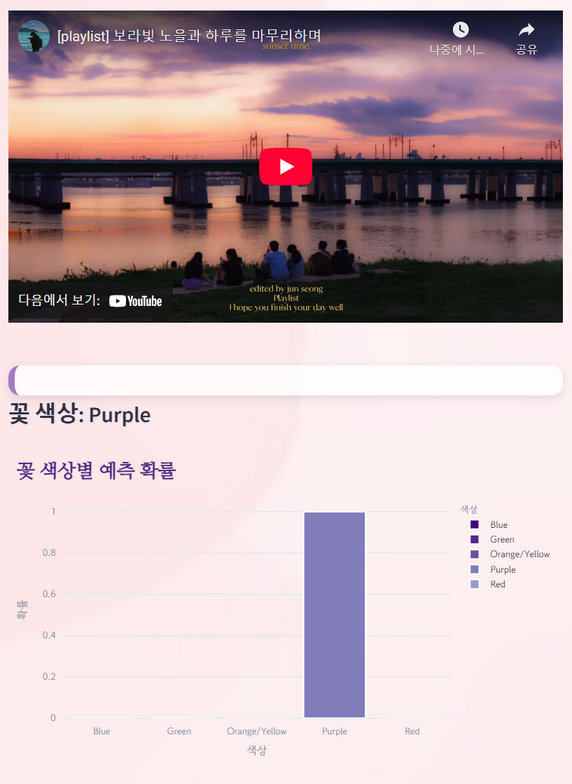 [playlist] 보라빛 노을과 하루를 마무리하며
sunset time.
나중에 시...
공유
edited by jun seong
Playlist
I hope you finish your day well
다음에서 보기: YouTube
꽃 색상: Purple
꽃 색상별 예측 확률
색상
Blue
Green
Orange/Yellow
Purple
Red
1
0.8
0.6
0.4
0.2
0
확률
Blue
Green
Orange/Yellow
Purple
Red
색상